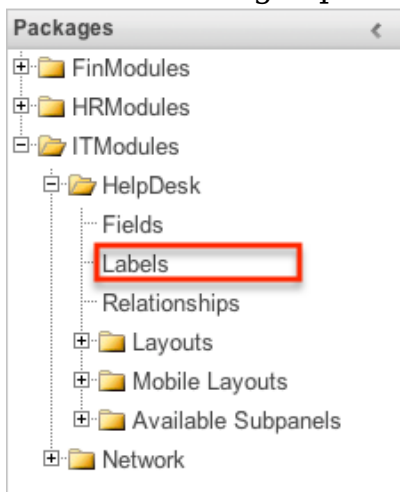 Packages
FinModules
HRModules
ITModules
HelpDesk
Fields
Labels
Relationships
Layouts
Mobile Layouts
Available Subpanels
Network